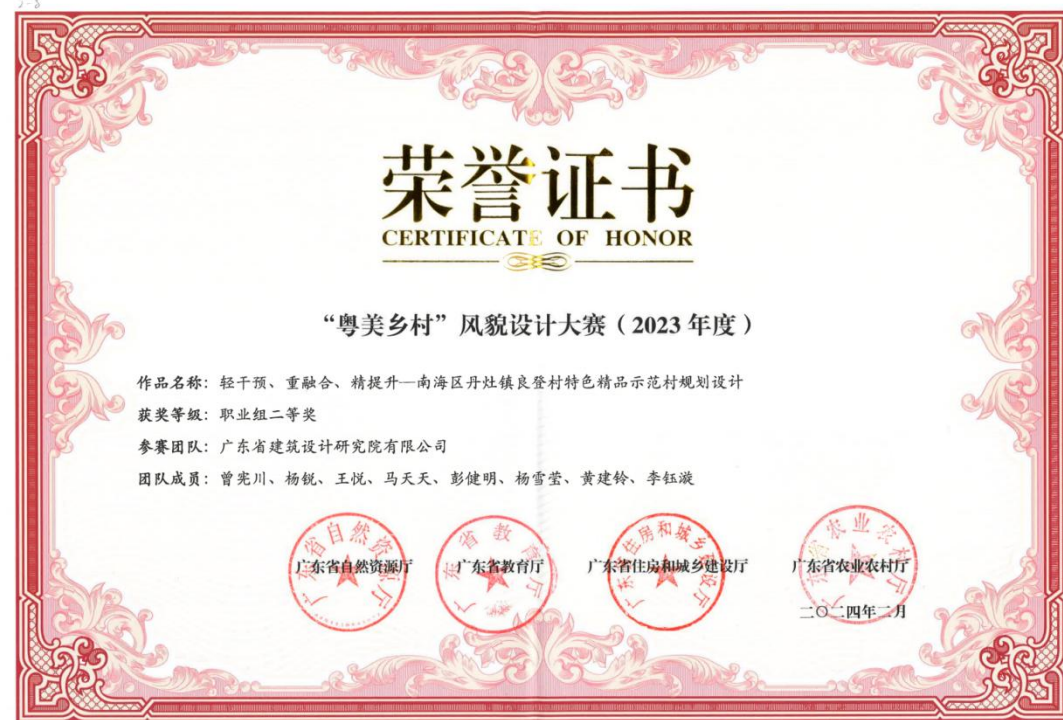 荣誉证书
CERTIFICATE OF HONOR
“粤美乡村”风貌设计大赛（2023年度）
作品名称：轻干预、重融合、精提升—南海区丹灶镇良登村特色精品示范村规划设计
获奖等级：职业组二等奖
参赛团队：广东省建筑设计研究院有限公司
团队成员：曾宪川、杨锐、王悦、马天天、彭健明、杨雪莹、黄建铃、李钰漩
广东省自然资源厅 广东省教育厅 广东省住房和城乡建设厅 广东省农业农村厅
二〇二四年二月